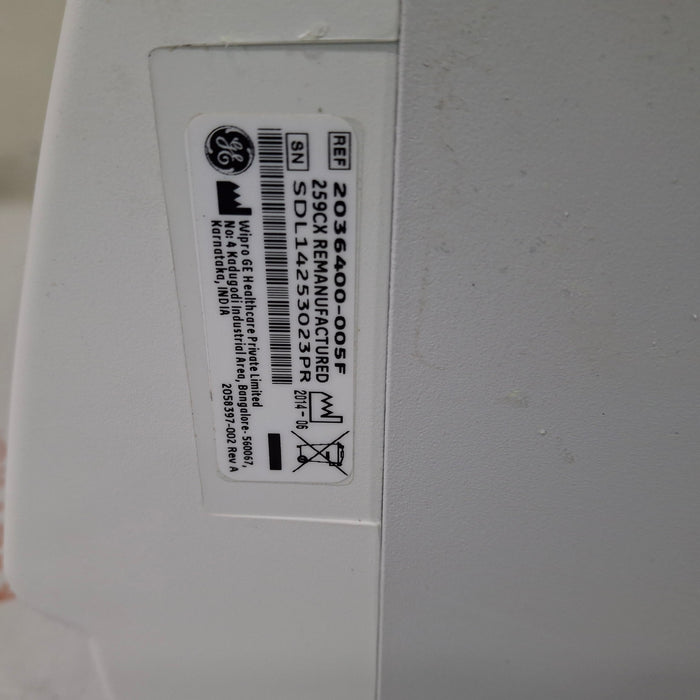 REF 2036400-005F
259CX REMANUFACTURED
SN SDL14253023PR
2014-06
GE
Wipro GE Healthcare Private Limited
No: 4 Kadugodi Industrial Area, Bangalore- 560067,
Karnataka, INDIA
2058397-002 Rev A